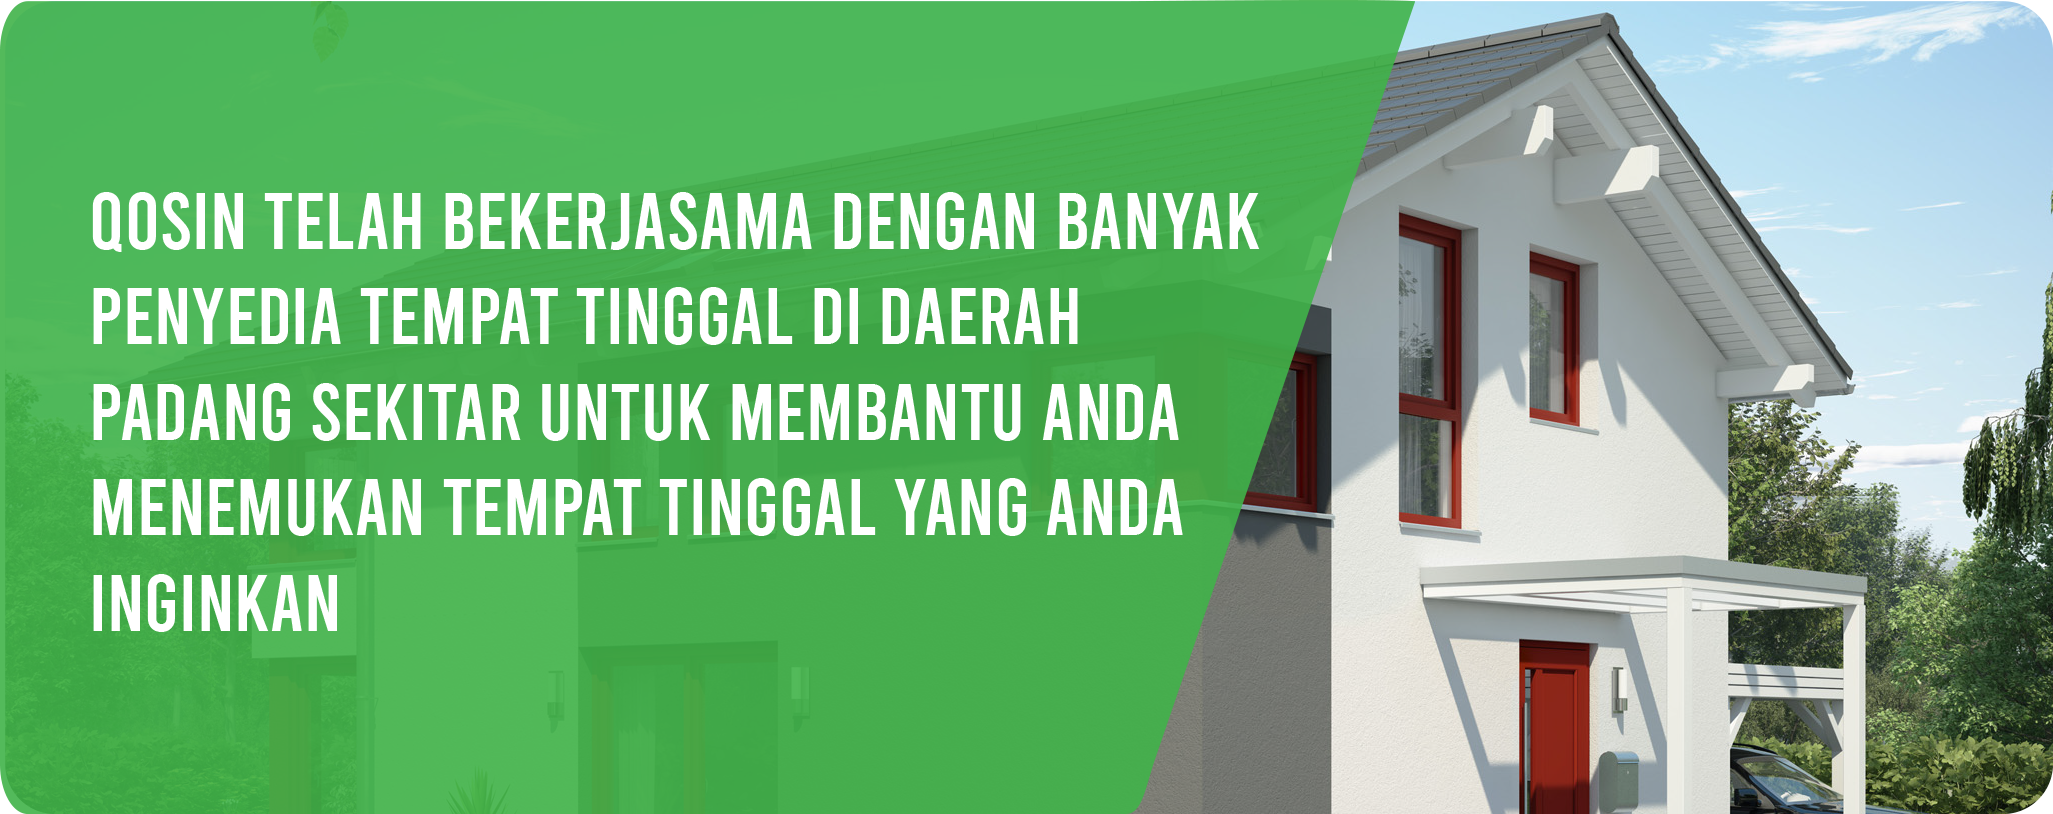 QOSIN TELAH BEKERJASAMA DENGAN BANYAK
PENYEDIA TEMPAT TINGGAL DI DAERAH
PADANG SEKITAR UNTUK MEMBANTU ANDA
MENEMUKAN TEMPAT TINGGAL YANG ANDA
INGINKAN